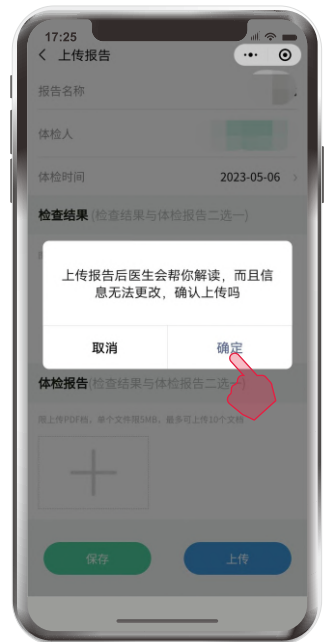 17:25
上传报告
报告名称
体检人
体检时间 2023-05-06
检查结果(检查结果与体检报告二选一)
上传报告后医生会帮你解读，而且信
息无法更改，确认上传吗
取消 确定
体检报告(检查结果与体检报告二选一)
限上传PDF档，单个文件限5MB，最多可上传10个文档
保存 上传